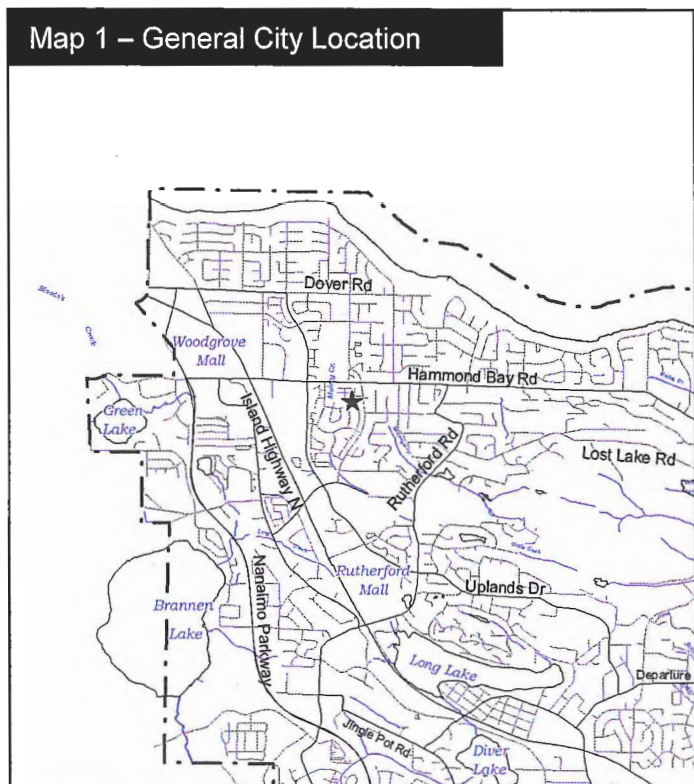 Map 1 – General City Location
Dover Rd
Woodgrove
Mall
Hammond Bay Rd
Green
Lake
Island Highway N
Rutherford Rd
Lost Lake Rd
Nanaimo Parkway
Rutherford
Mall
Brannen
Lake
Uplands Dr
Long Lake
Departure
Jingle Pot Rd
Diver
Lake